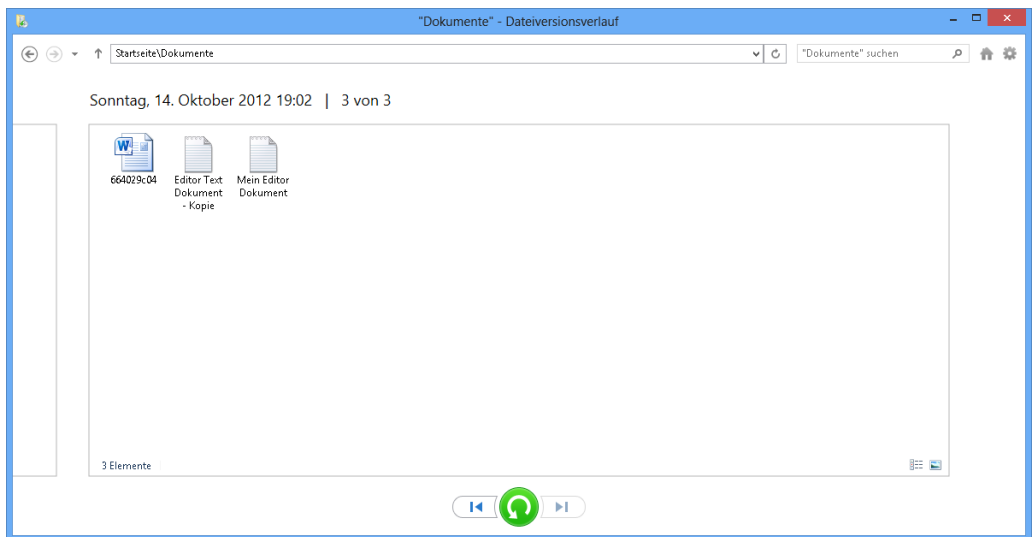 "Dokumente" - Dateiversionsverlauf
Startseite\Dokumente
"Dokumente" suchen
Sonntag, 14. Oktober 2012 19:02 | 3 von 3
664029c04
Editor Text
Dokument
- Kopie
Mein Editor
Dokument
3 Elemente